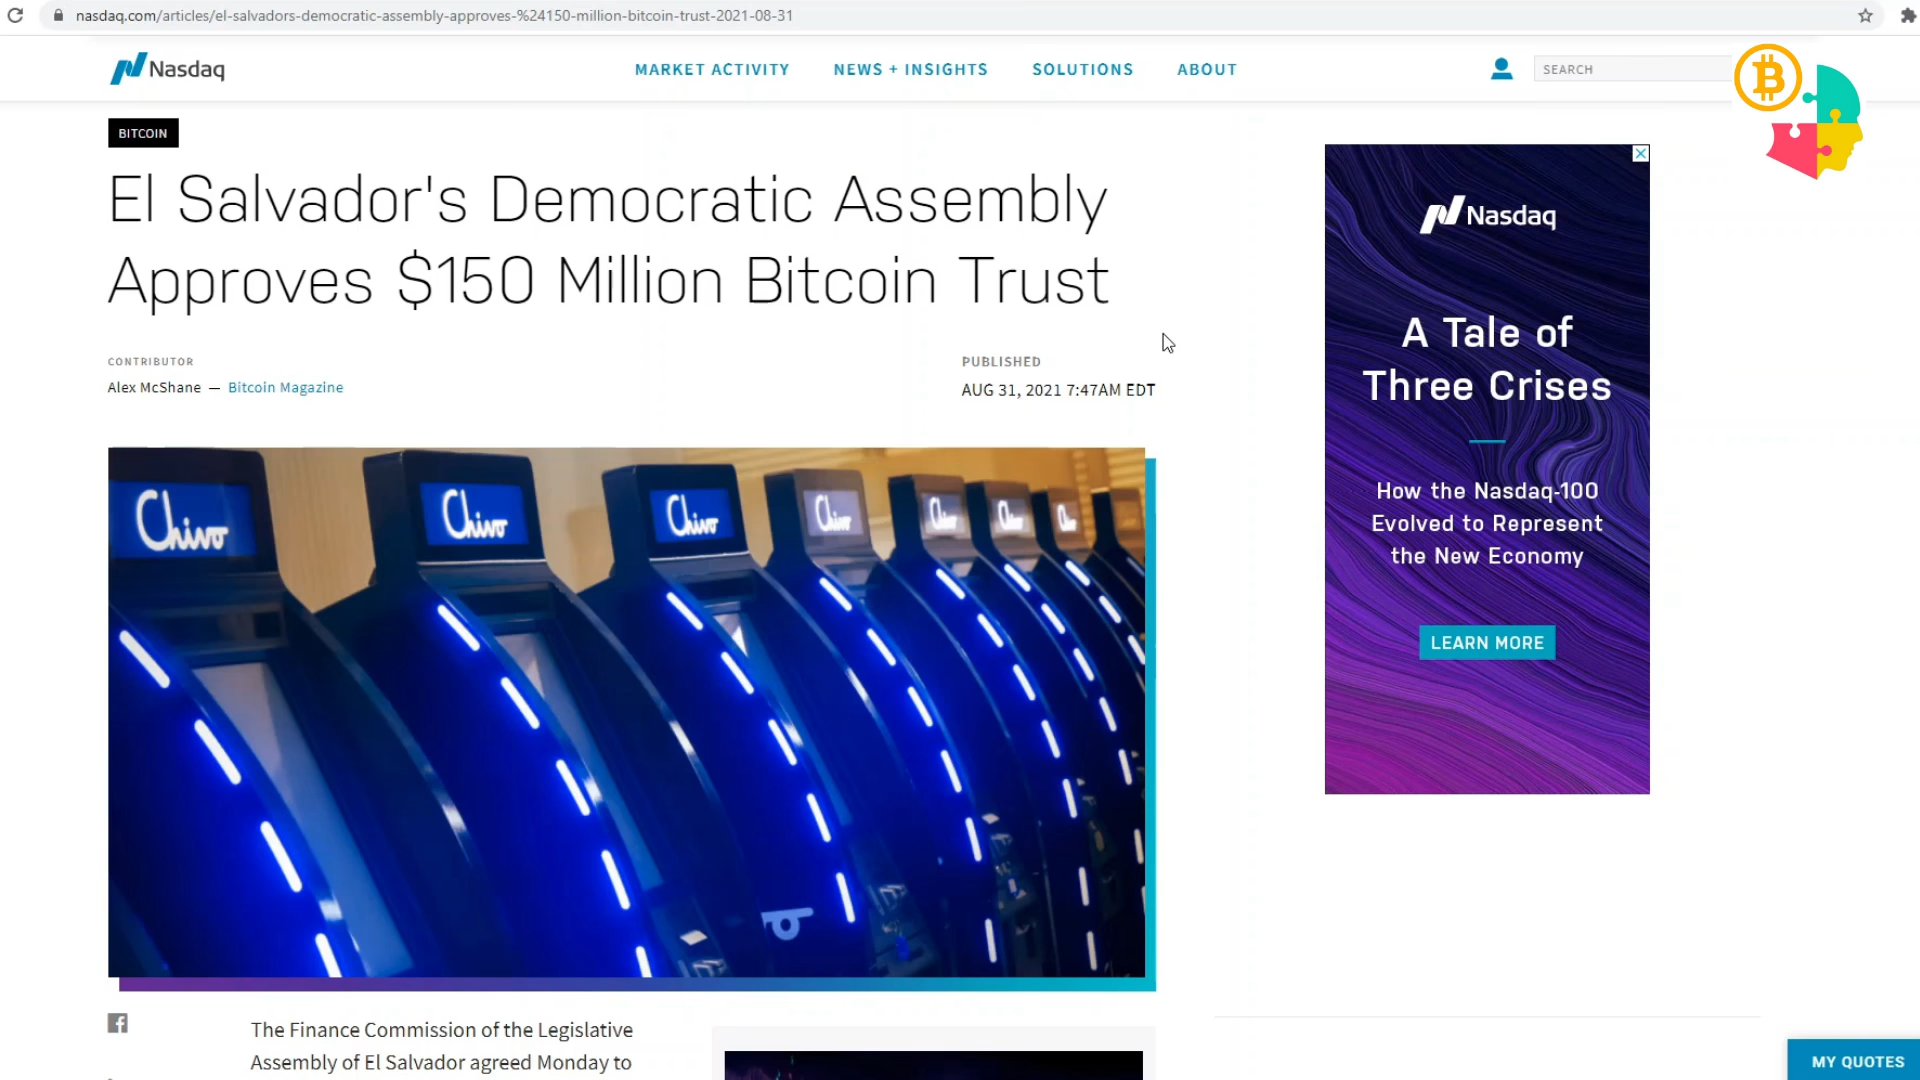 nasdaq.com/articles/el-salvadors-democratic-assembly-approves-%24150-million-bitcoin-trust-2021-08-31
Nasdaq
MARKET ACTIVITY
NEWS + INSIGHTS
SOLUTIONS
ABOUT
SEARCH
BITCOIN
El Salvador's Democratic Assembly
Approves $150 Million Bitcoin Trust
CONTRIBUTOR
Alex McShane — Bitcoin Magazine
PUBLISHED
AUG 31, 2021 7:47AM EDT
Chivo
Chivo
Chivo
Chivo
Chivo
Chivo
Chivo
Nasdaq
A Tale of
Three Crises
How the Nasdaq-100
Evolved to Represent
the New Economy
LEARN MORE
The Finance Commission of the Legislative
Assembly of El Salvador agreed Monday to
MY QUOTES